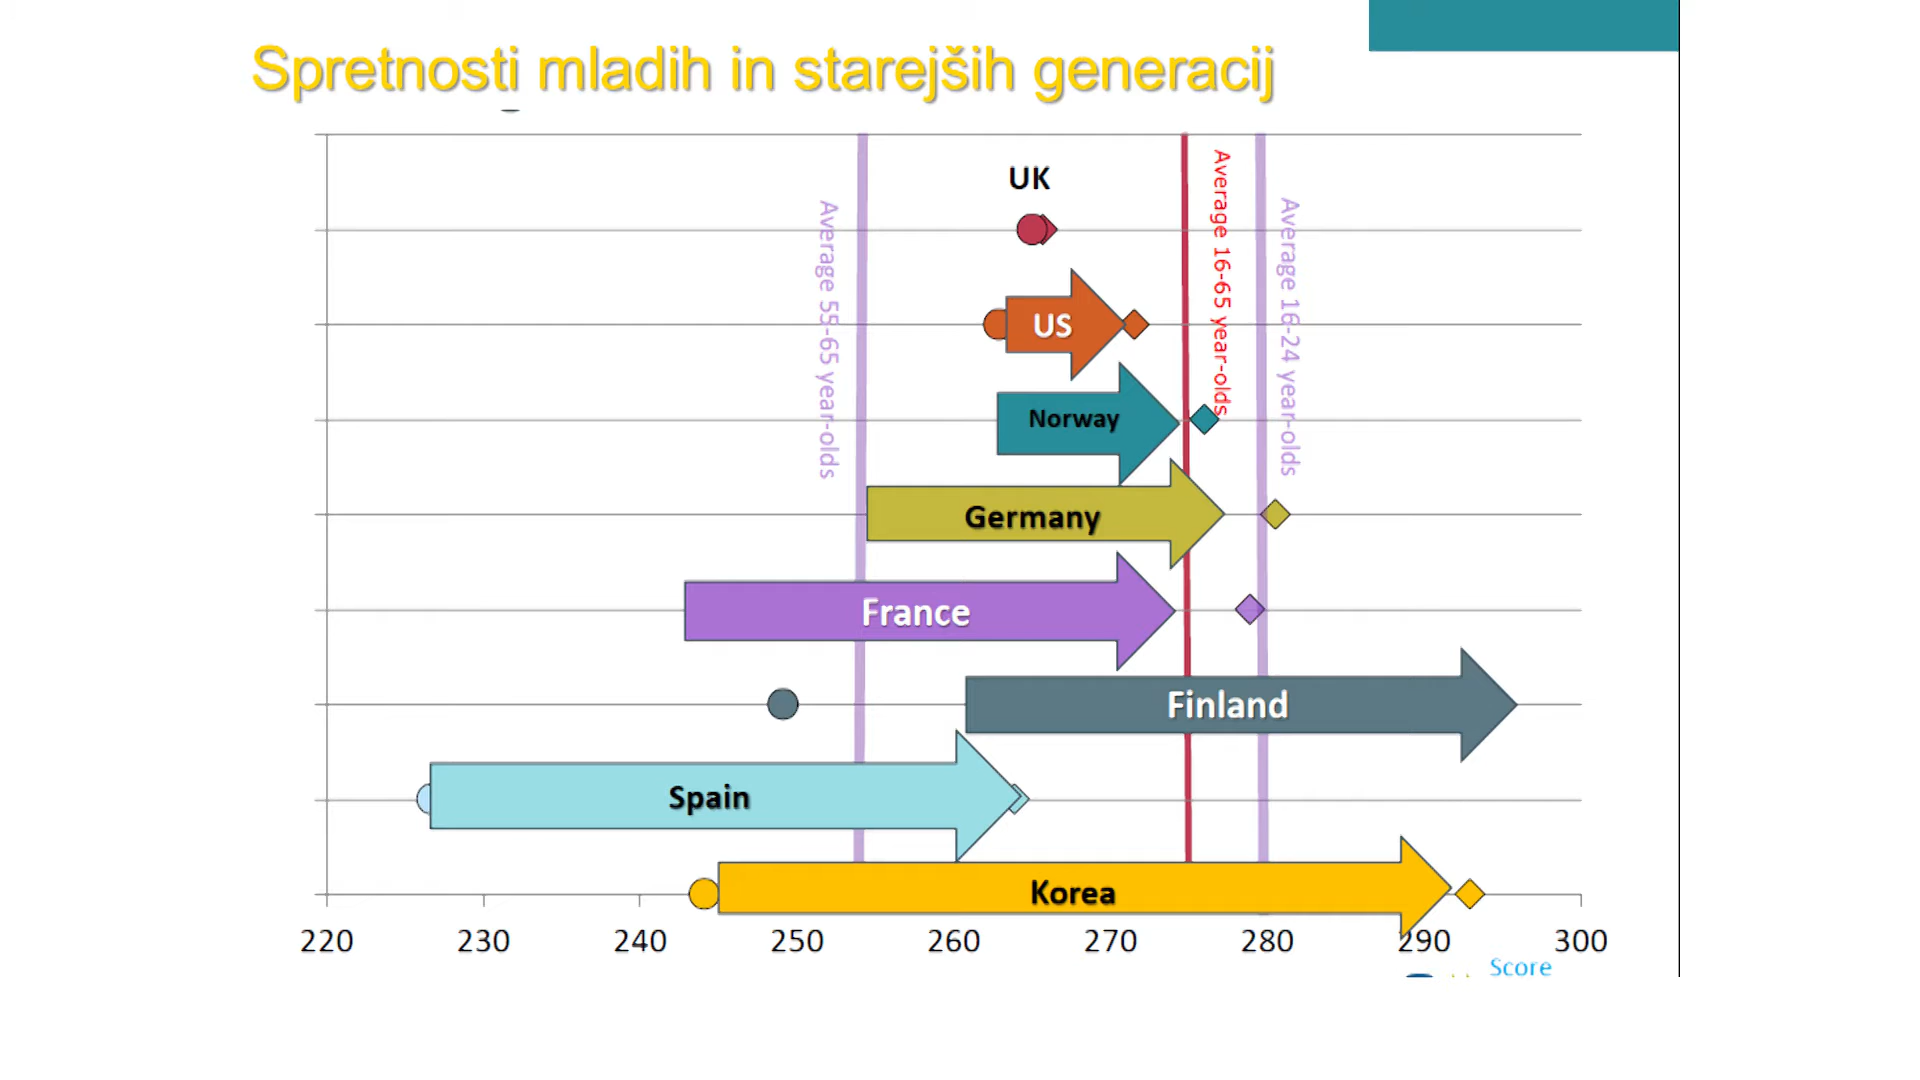 Spretnosti mladih in starejših generacij
UK
Average 55-65 year-olds
Average 16-65 year-olds
Average 16-24 year-olds
US
Norway
Germany
France
Finland
Spain
Korea
220 230 240 250 260 270 280 290 300
Score